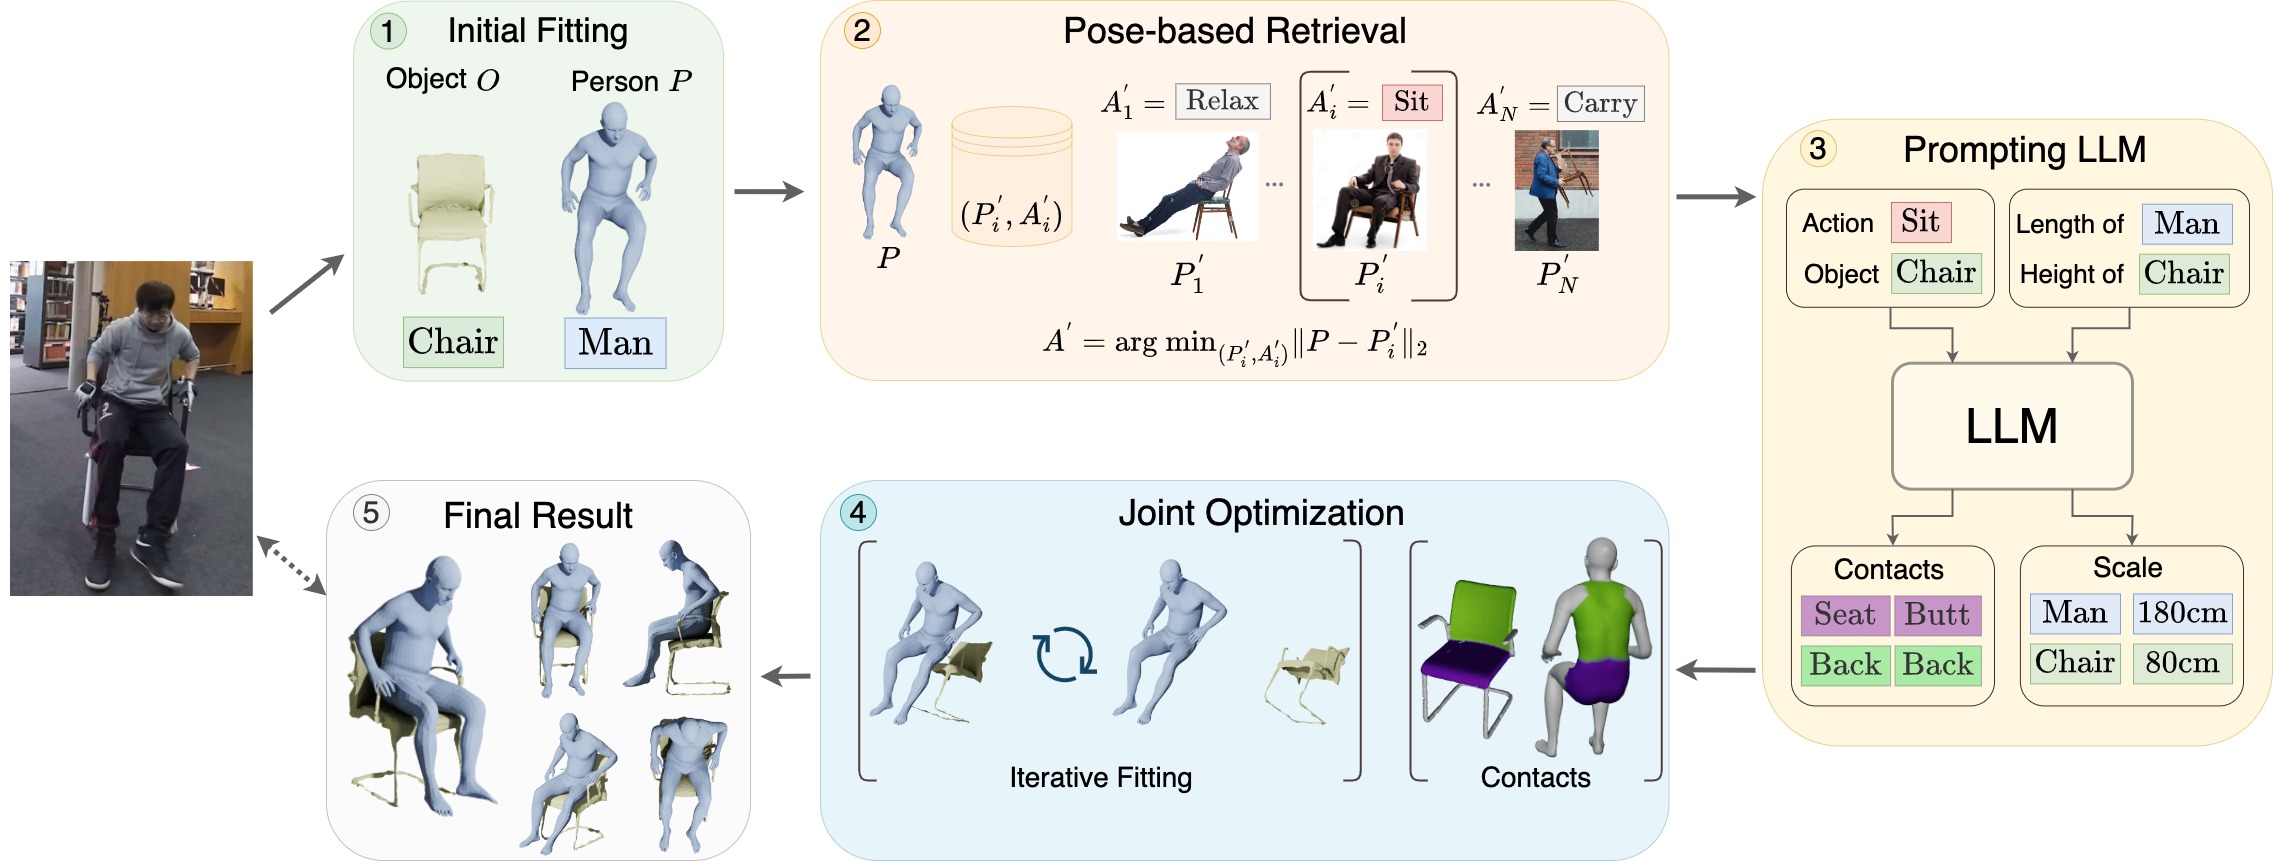 1 Initial Fitting
Object O
Person P
Chair
Man
2 Pose-based Retrieval
P
(P_i', A_i')
A_1' = Relax
P_1'
...
A_i' = Sit
P_i'
...
A_N' = Carry
P_N'
A' = arg min_(P_i',A_i') ‖P − P_i'‖_2
3 Prompting LLM
Action Sit
Object Chair
Length of Man
Height of Chair
LLM
Contacts
Seat Butt
Back Back
Scale
Man 180cm
Chair 80cm
4 Joint Optimization
Iterative Fitting
Contacts
5 Final Result